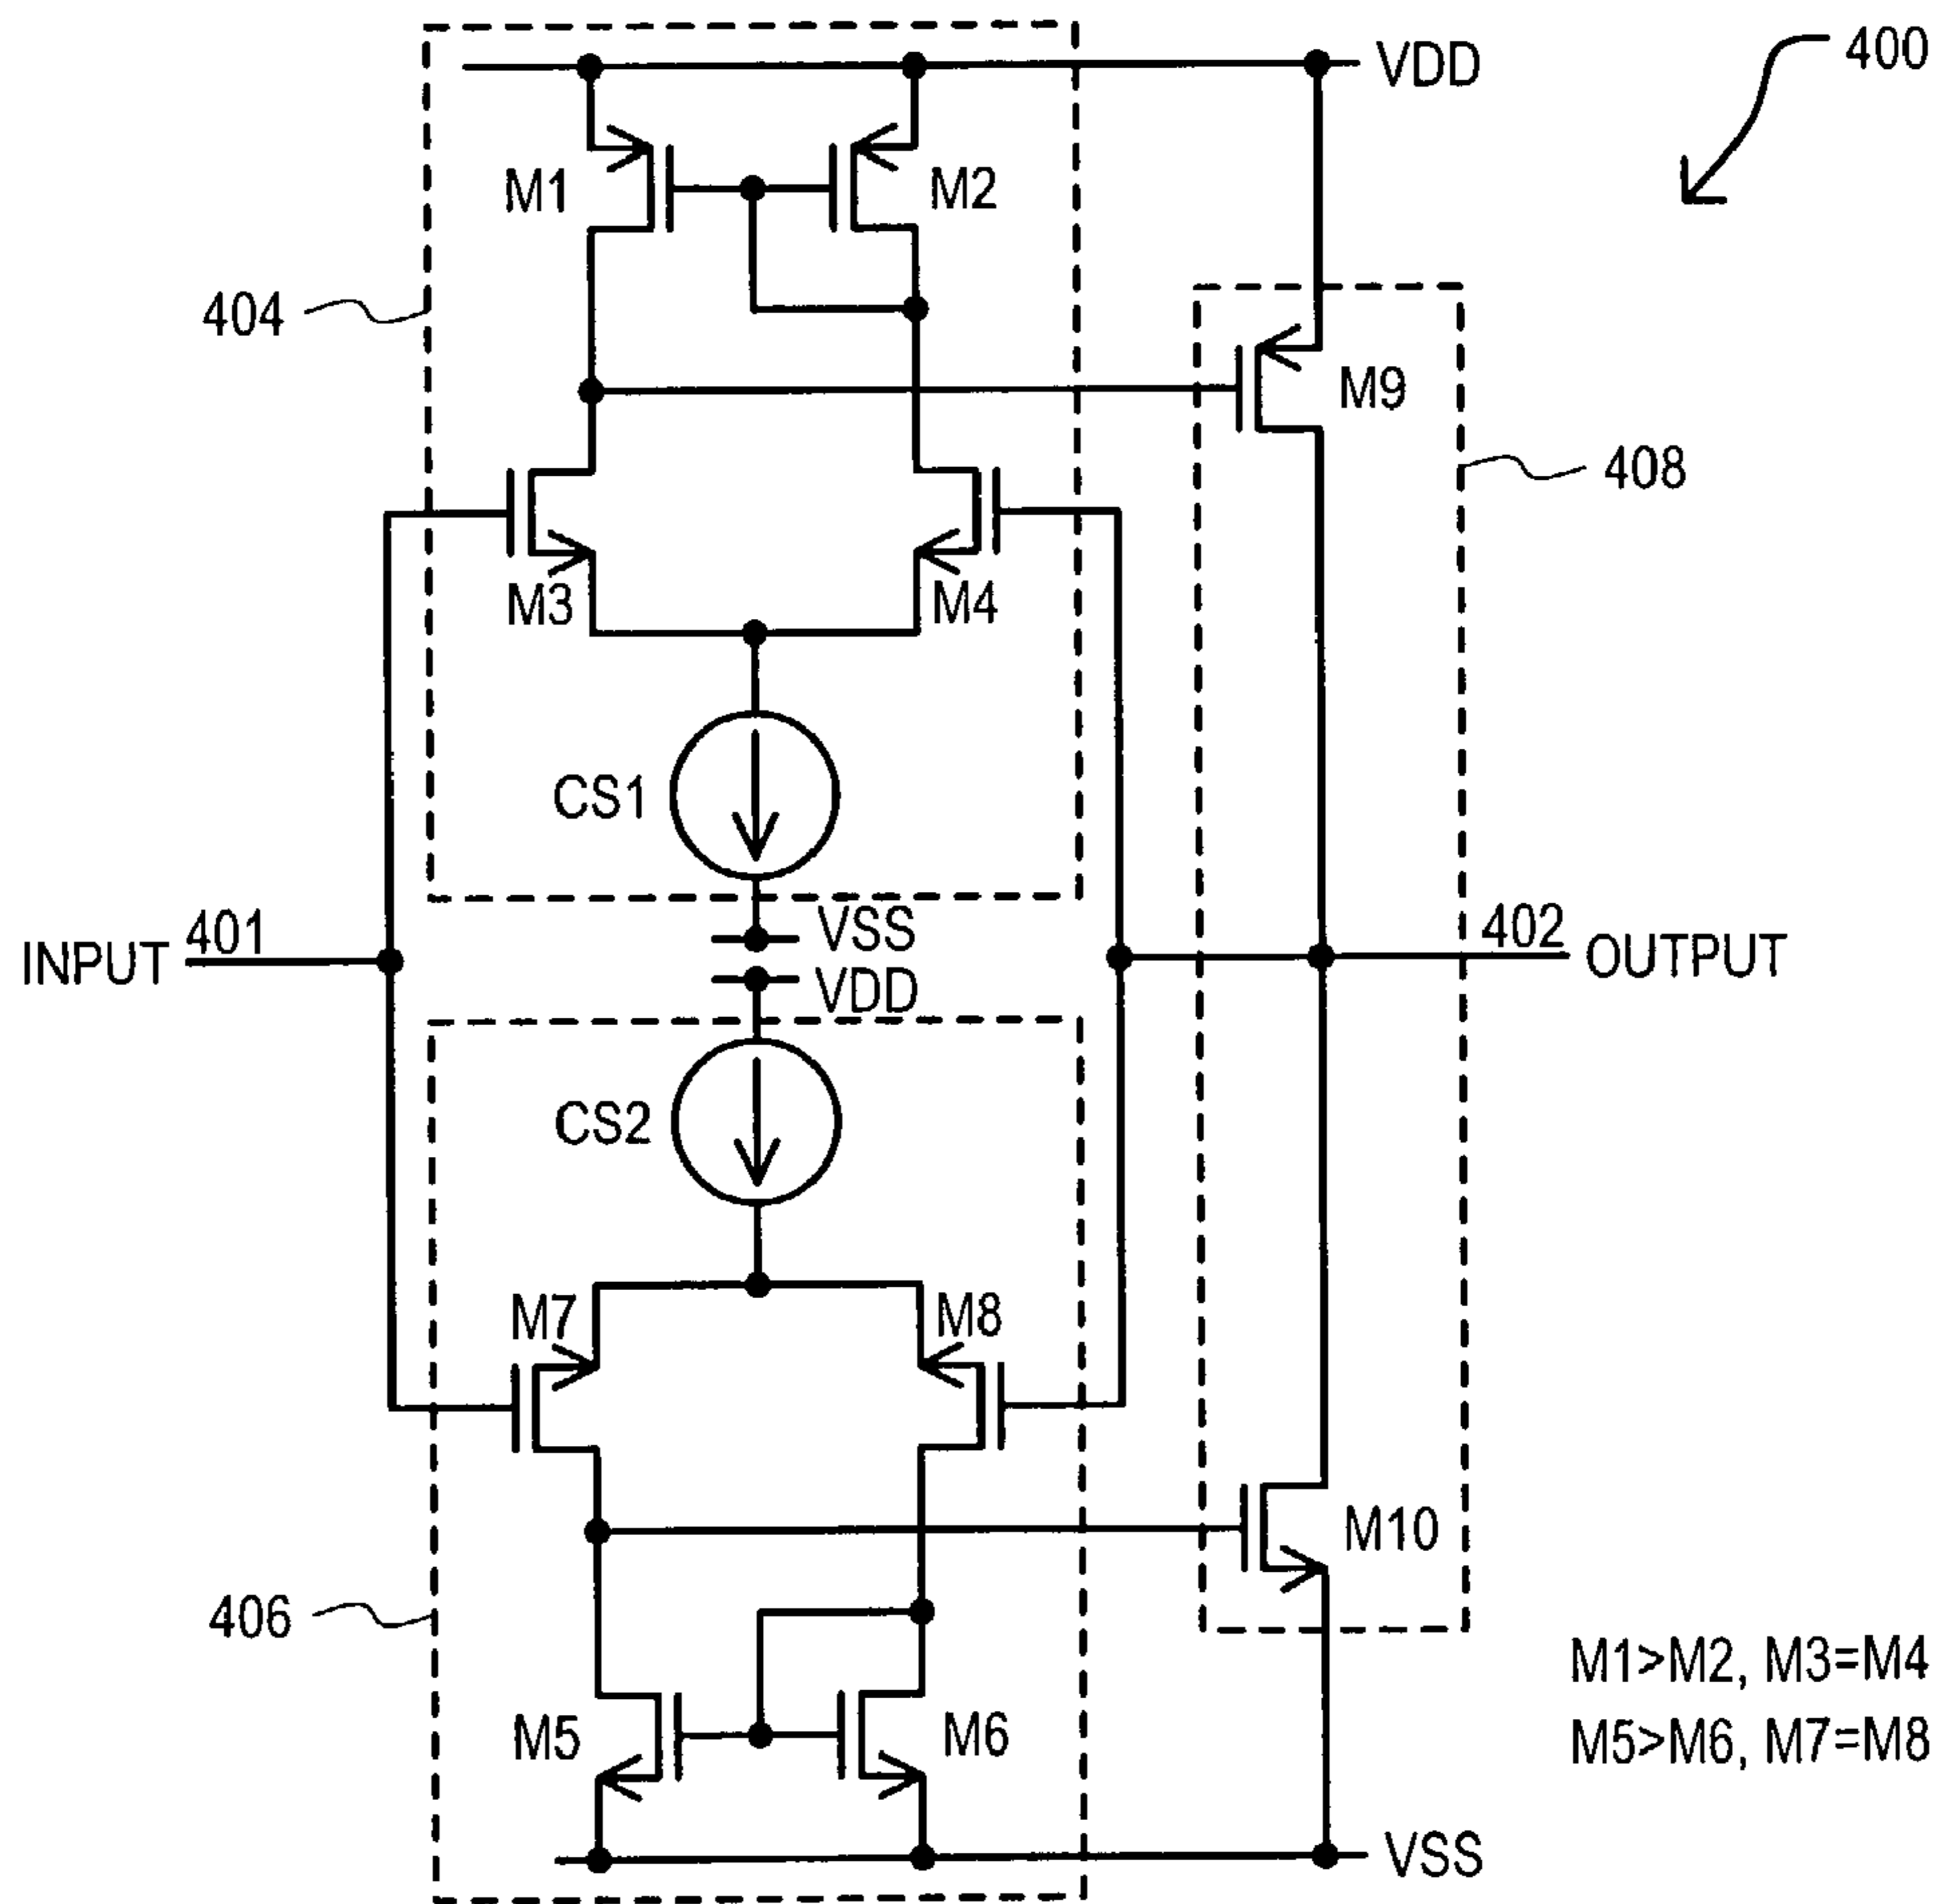 400
VDD
M1
M2
404
M9
408
M3
M4
CS1
VSS
401
402
INPUT
OUTPUT
VDD
CS2
M7
M8
M10
406
M5
M6
M1>M2, M3=M4
M5>M6, M7=M8
VSS